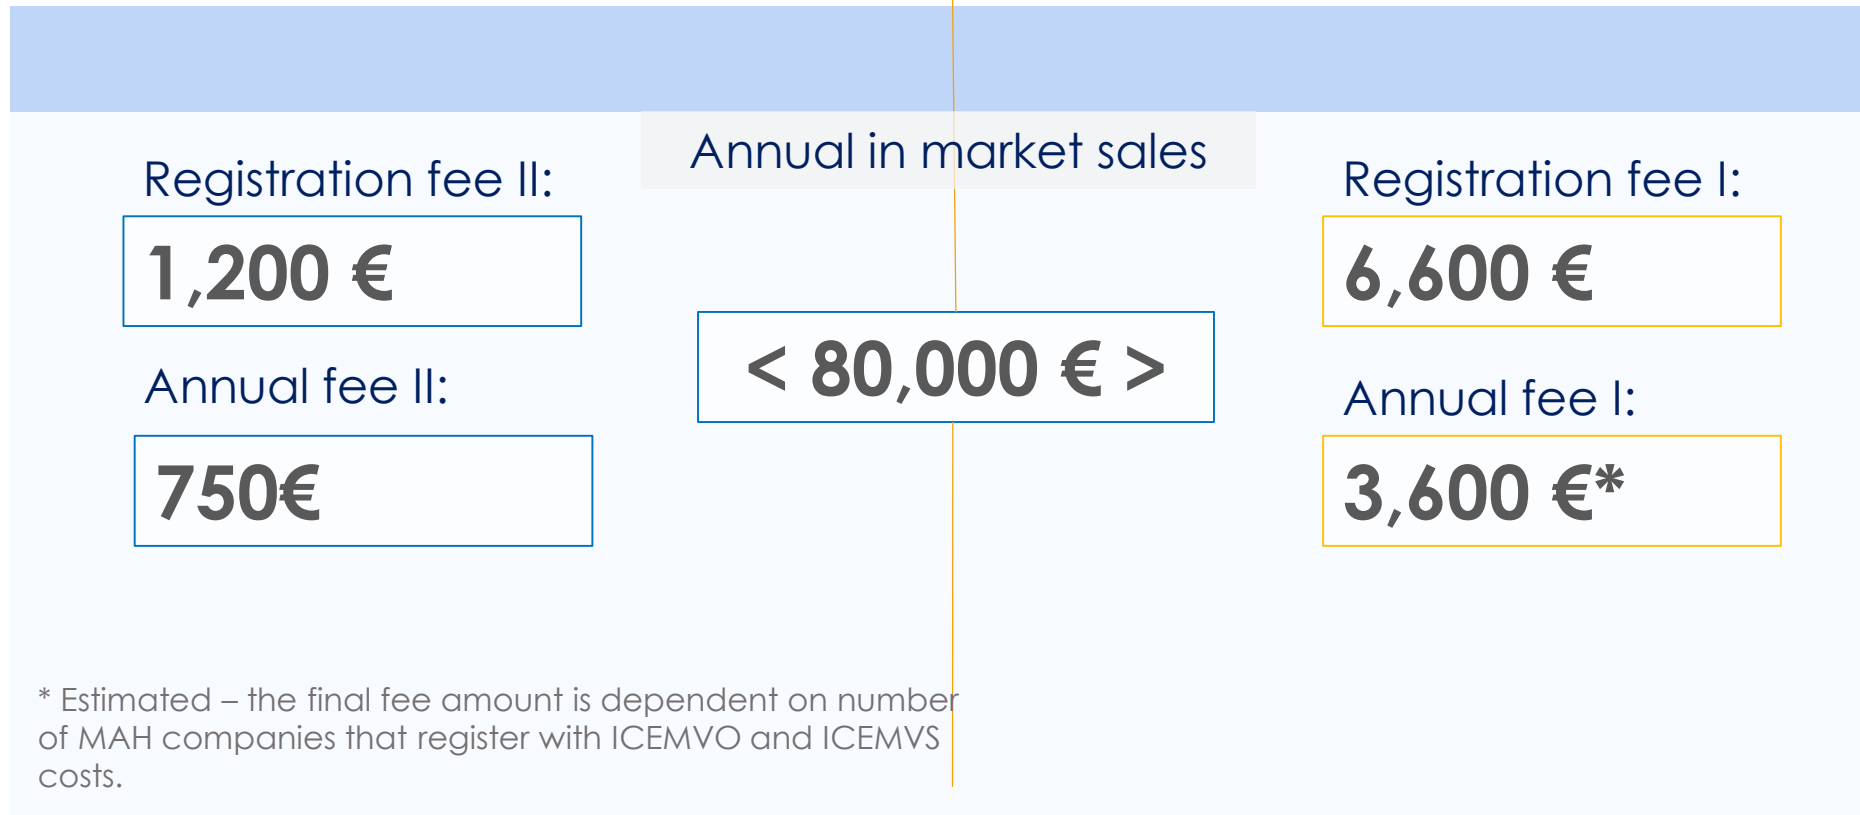 Annual in market sales
Registration fee II:
1,200 €
Annual fee II:
750€
< 80,000 € >
Registration fee I:
6,600 €
Annual fee I:
3,600 €*
* Estimated – the final fee amount is dependent on number
of MAH companies that register with ICEMVO and ICEMVS
costs.